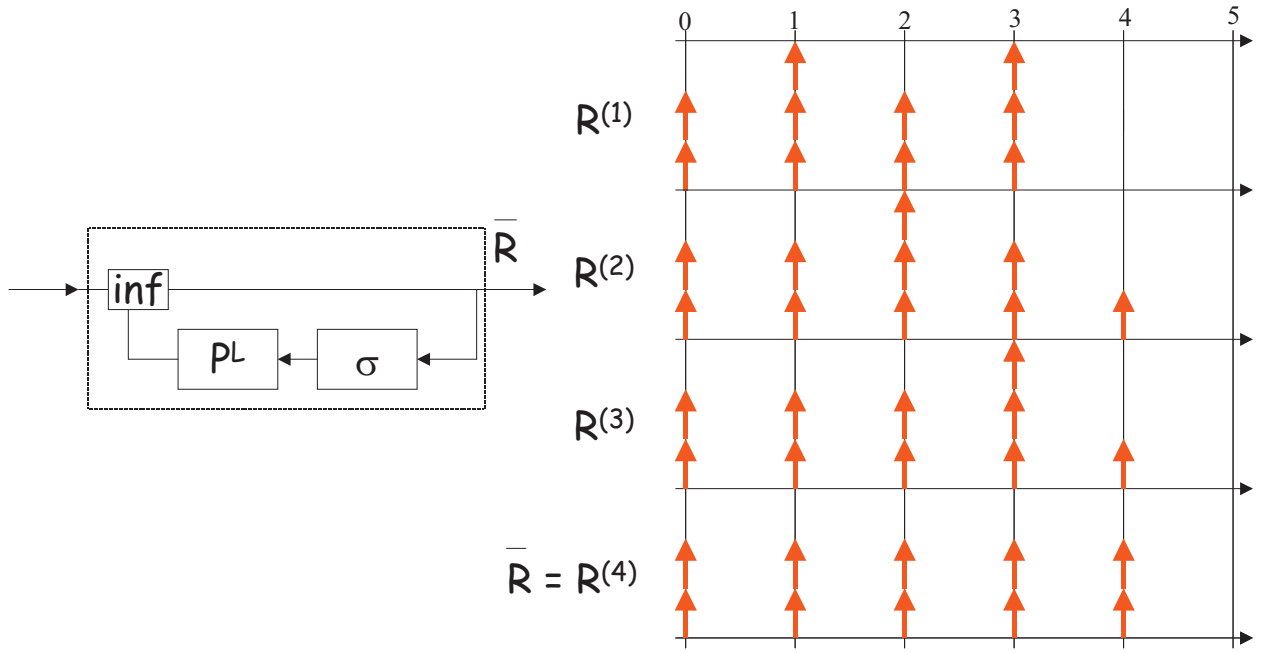 0 1 2 3 4 5
R(1)
R̅
R(2)
inf
PL
σ
R(3)
R̅ = R(4)